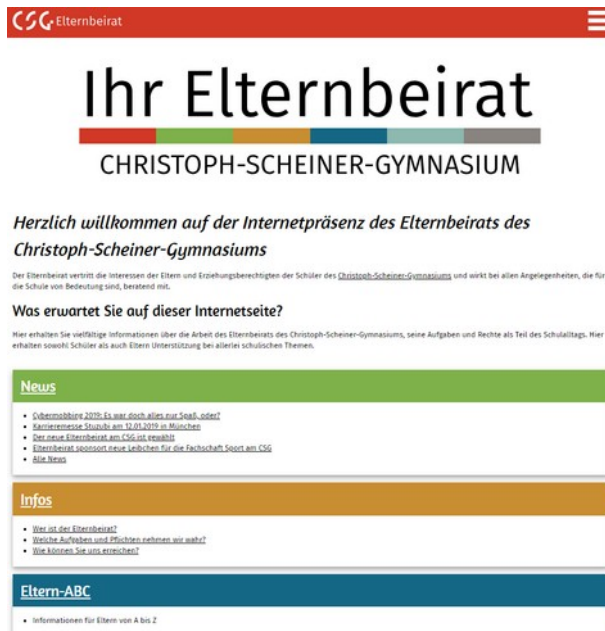 CSG Elternbeirat
Ihr Elternbeirat
CHRISTOPH-SCHEINER-GYMNASIUM
Herzlich willkommen auf der Internetpräsenz des Elternbeirats des
Christoph-Scheiner-Gymnasiums
Der Elternbeirat vertritt die Interessen der Eltern und Erziehungsberechtigten der Schüler des Christoph-Scheiner-Gymnasiums und wirkt bei allen Angelegenheiten, die für
die Schule von Bedeutung sind, beratend mit.
Was erwartet Sie auf dieser Internetseite?
Hier erhalten Sie vielfältige Informationen über die Arbeit des Elternbeirats des Christoph-Scheiner-Gymnasiums, seine Aufgaben und Rechte als Teil des Schulalltags. Hier
erhalten sowohl Schüler als auch Eltern Unterstützung bei allerlei schulischen Themen.
News
Cybermobbing 2019: Es war doch alles nur Spaß, oder?
Karrieremesse Stuzubi am 12.01.2019 in München
Der neue Elternbeirat am CSG ist gewählt
Elternbeirat sponsort neue Leibchen für die Fachschaft Sport am CSG
Alle News
Infos
Wer ist der Elternbeirat?
Welche Aufgaben und Pflichten nehmen wir wahr?
Wie können Sie uns erreichen?
Eltern-ABC
Informationen für Eltern von A bis Z